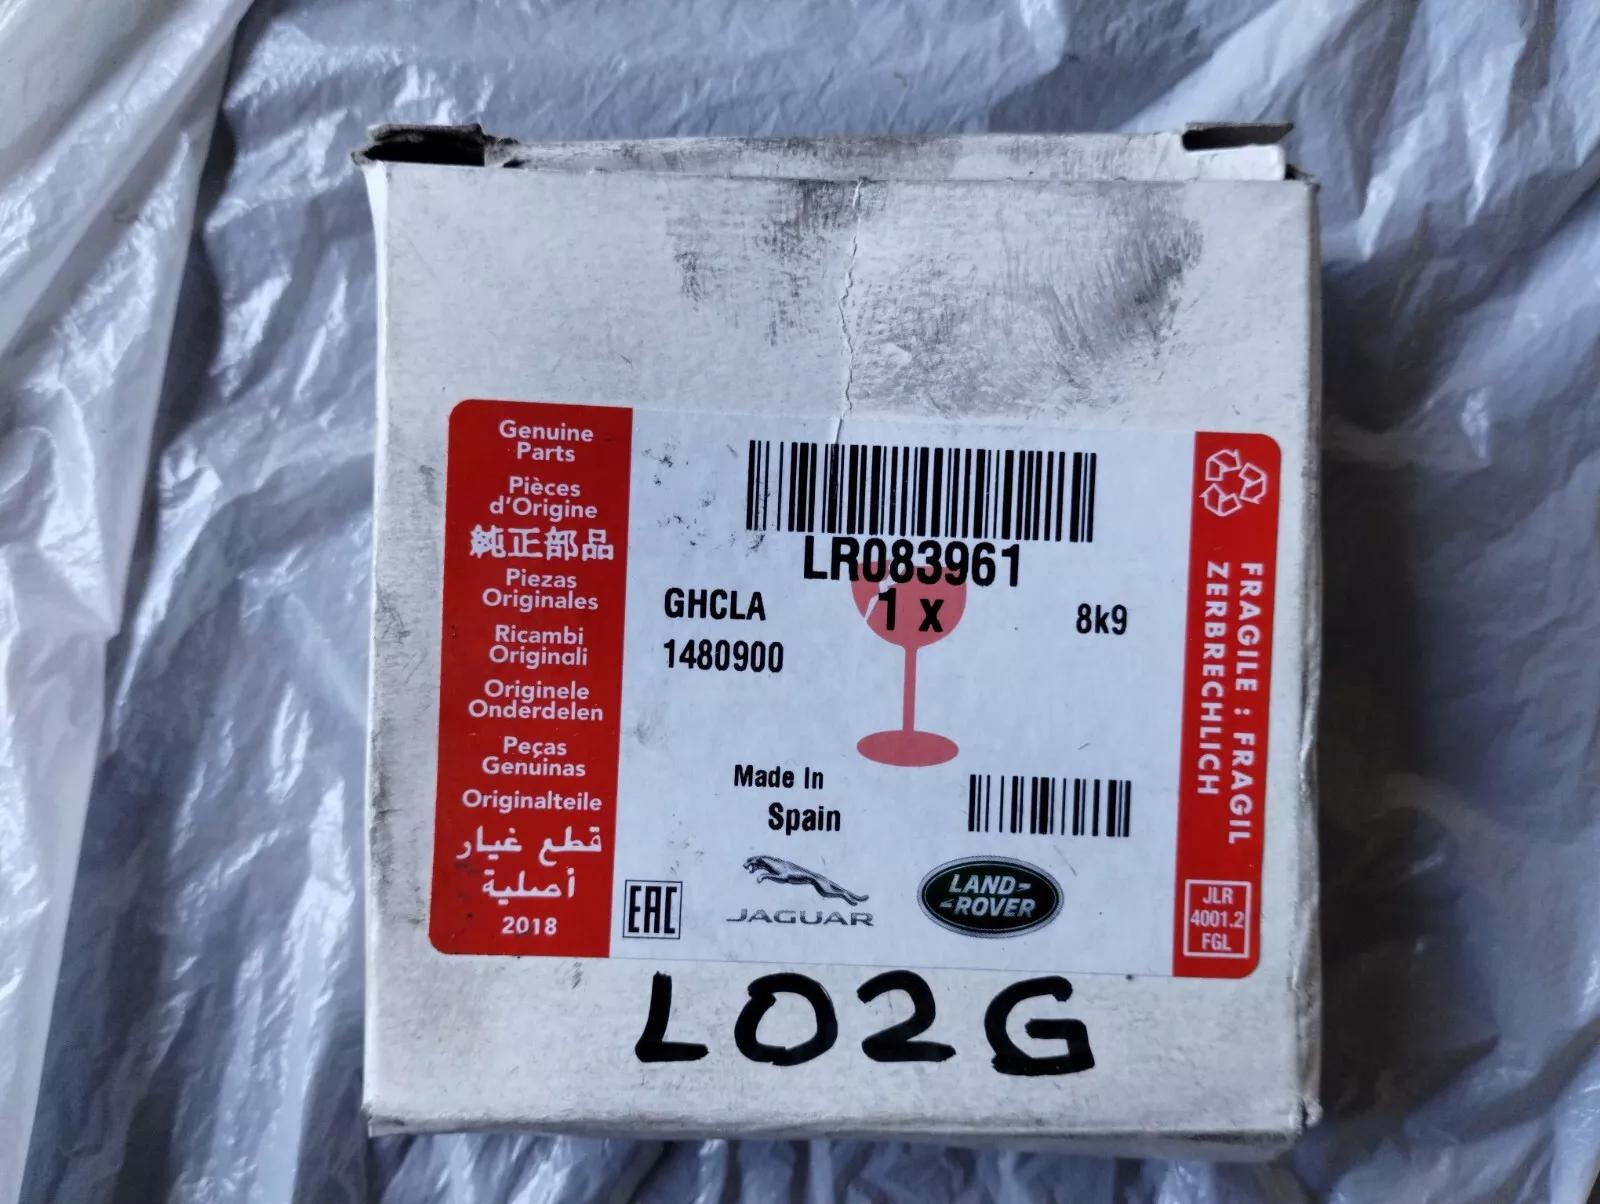 Genuine
Parts
Pièces
d'Origine
純正部品
Piezas
Originales
Ricambi
Originali
Originele
Onderdelen
Peças
Genuinas
Originalteile
قطع غيار
أصلية
2018
LR083961
GHCLA
1 x
8k9
1480900
Made In
Spain
EAC
JAGUAR
LAND-
-ROVER
FRAGILE : FRAGIL
ZERBRECHLICH
JLR
4001.2
FGL
L02G